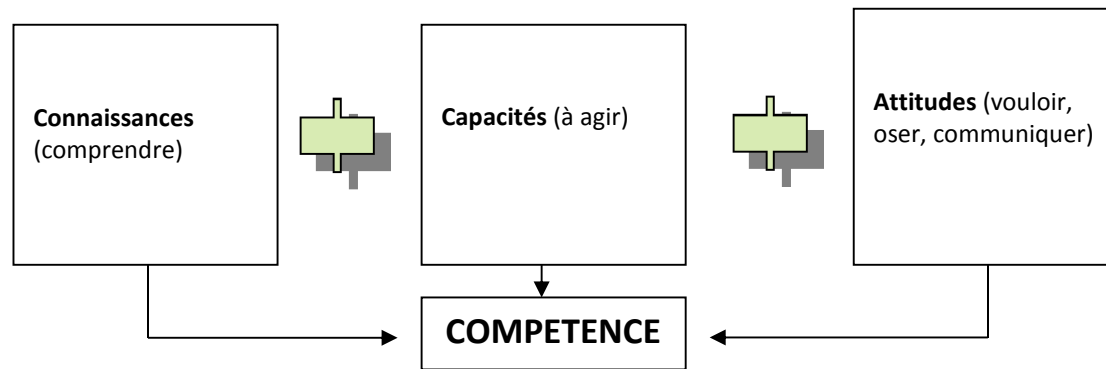 Connaissances
(comprendre)
Capacités (à agir)
Attitudes (vouloir,
oser, communiquer)
COMPETENCE